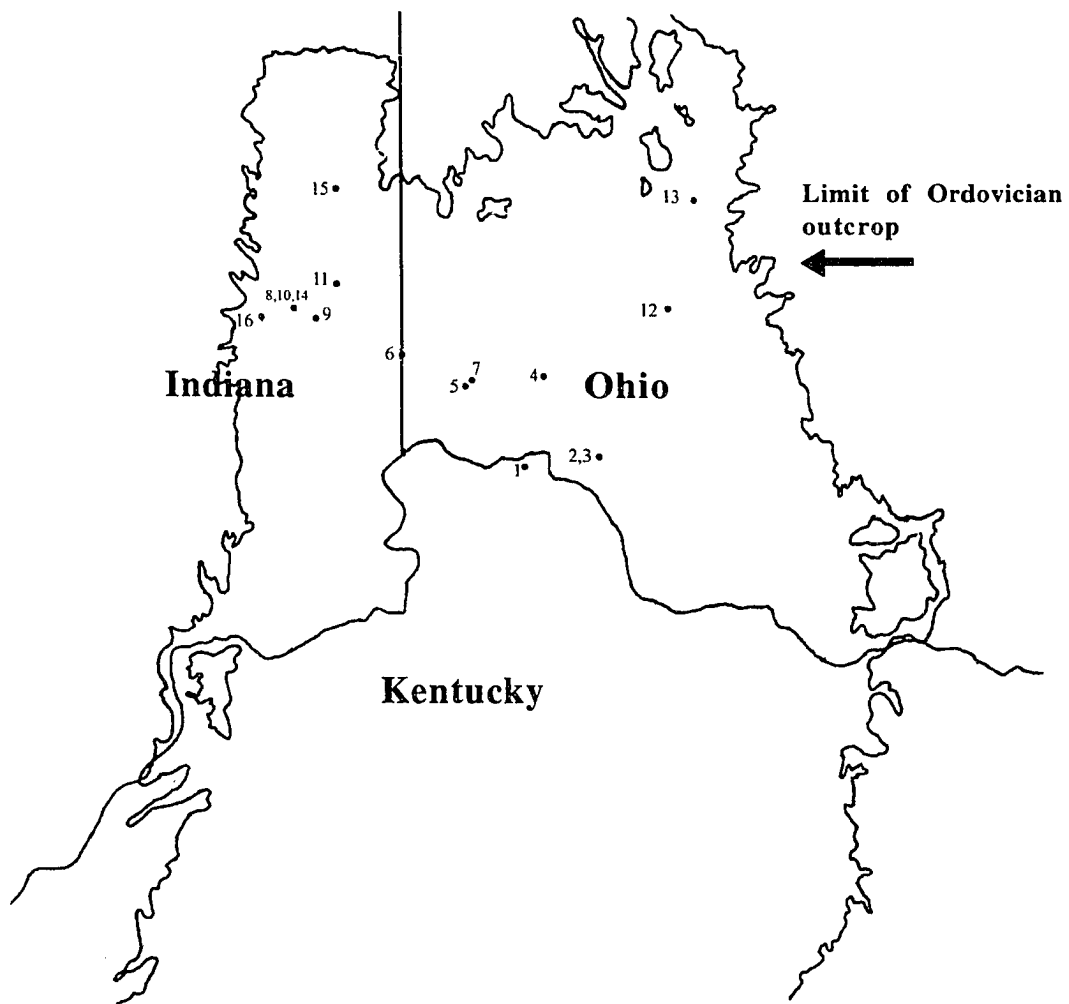 15
13
Limit of Ordovician
outcrop
11
8,10,14
16
9
12
6
Indiana
5
7
4
Ohio
1
2,3
Kentucky